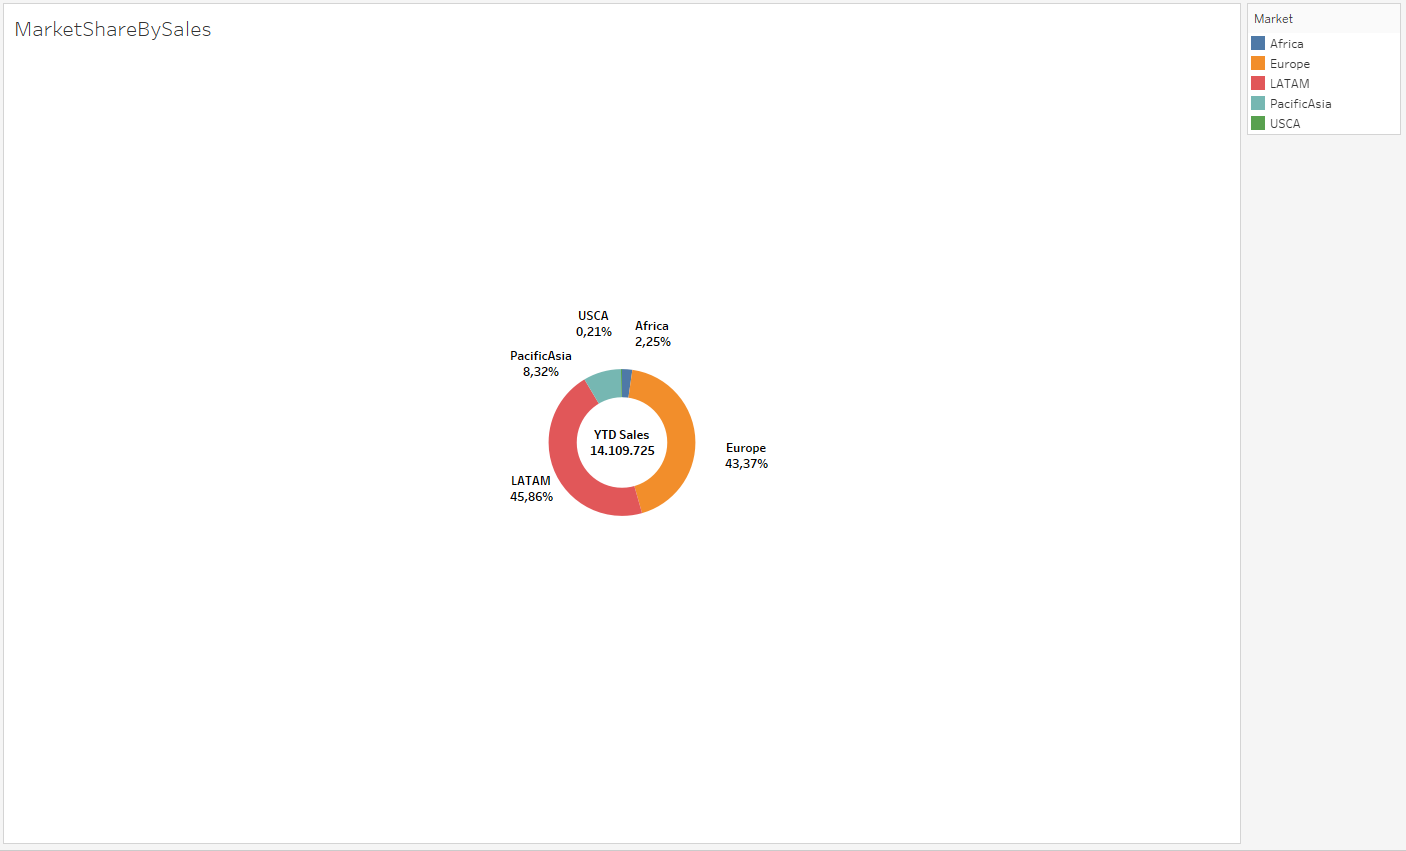 MarketShareBySales
Market
Africa
Europe
LATAM
PacificAsia
USCA
USCA
0,21%
Africa
2,25%
PacificAsia
8,32%
YTD Sales
14.109.725
Europe
43,37%
LATAM
45,86%